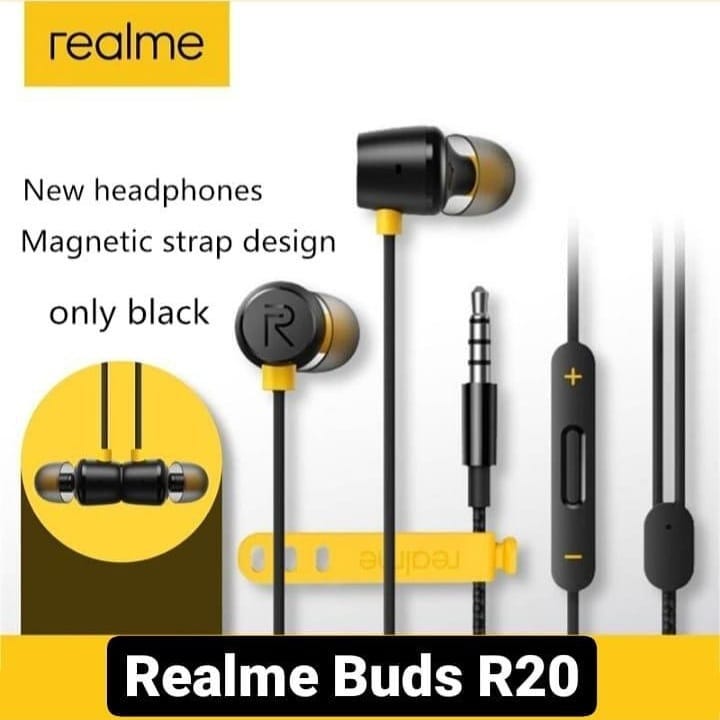 realme
New headphones
Magnetic strap design
only black
R
+
realme
−
Realme Buds R20